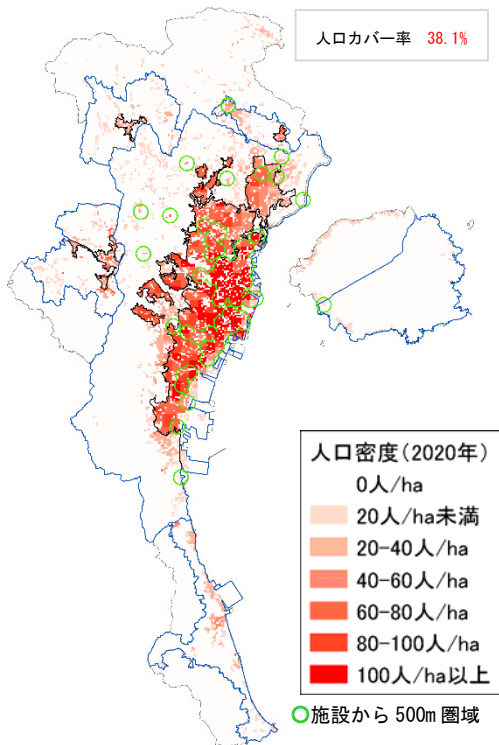 人口カバー率 38.1%
人口密度(2020年)
0人/ha
20人/ha未満
20-40人/ha
40-60人/ha
60-80人/ha
80-100人/ha
100人/ha以上
施設から500m圏域